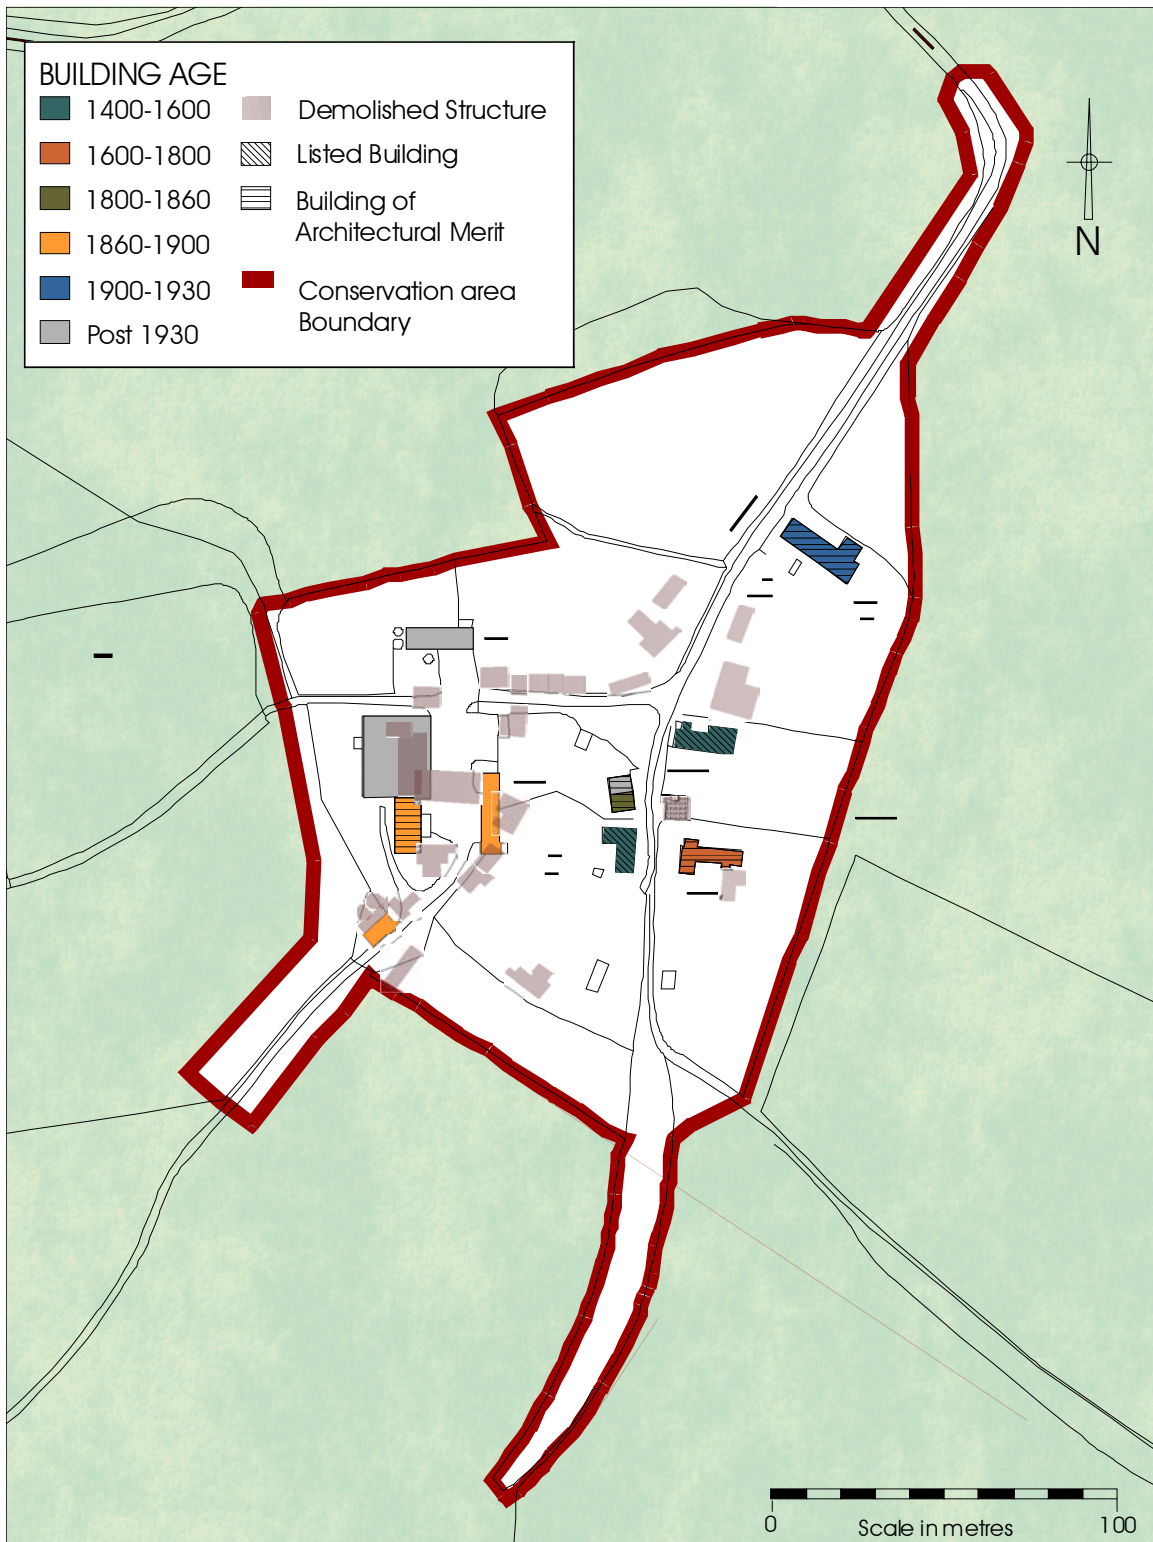 BUILDING AGE
1400-1600
1600-1800
1800-1860
1860-1900
1900-1930
Post 1930
Demolished Structure
Listed Building
Building of
Architectural Merit
Conservation area
Boundary
N
0
100
Scale in metres